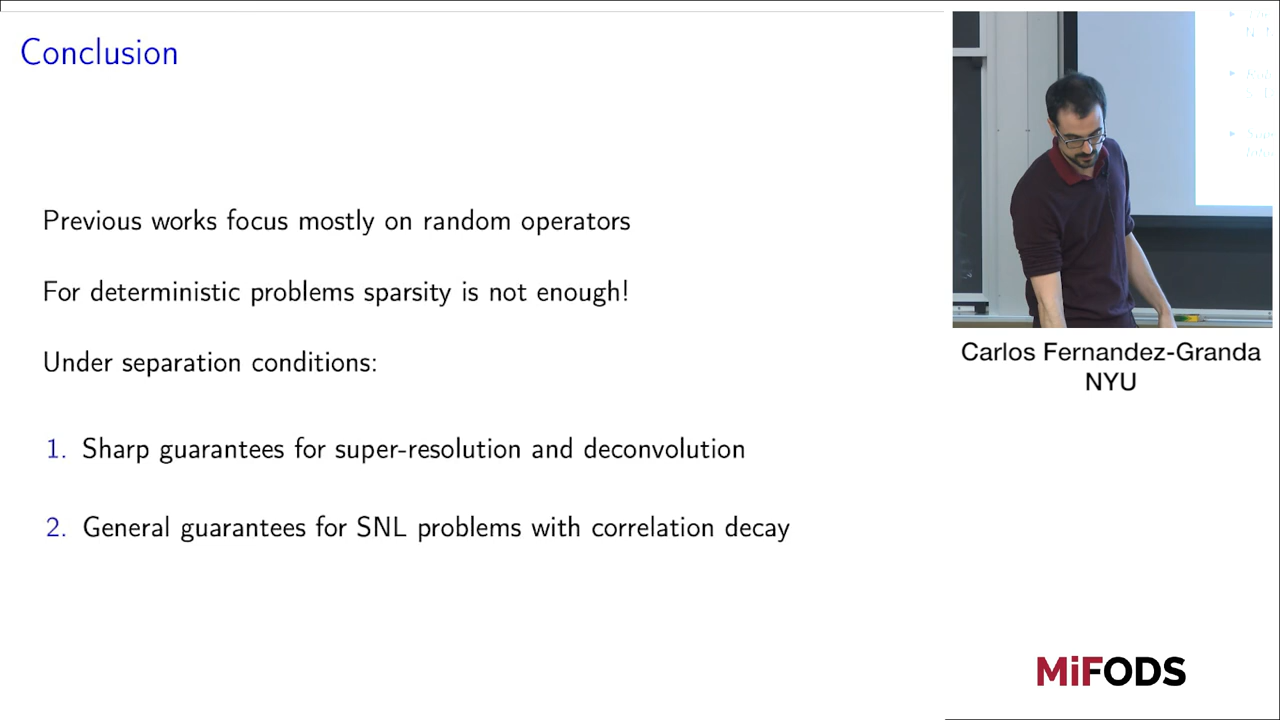 Conclusion
Previous works focus mostly on random operators
For deterministic problems sparsity is not enough!
Under separation conditions:
1. Sharp guarantees for super-resolution and deconvolution
2. General guarantees for SNL problems with correlation decay
Carlos Fernandez-Granda
NYU
MiFODS